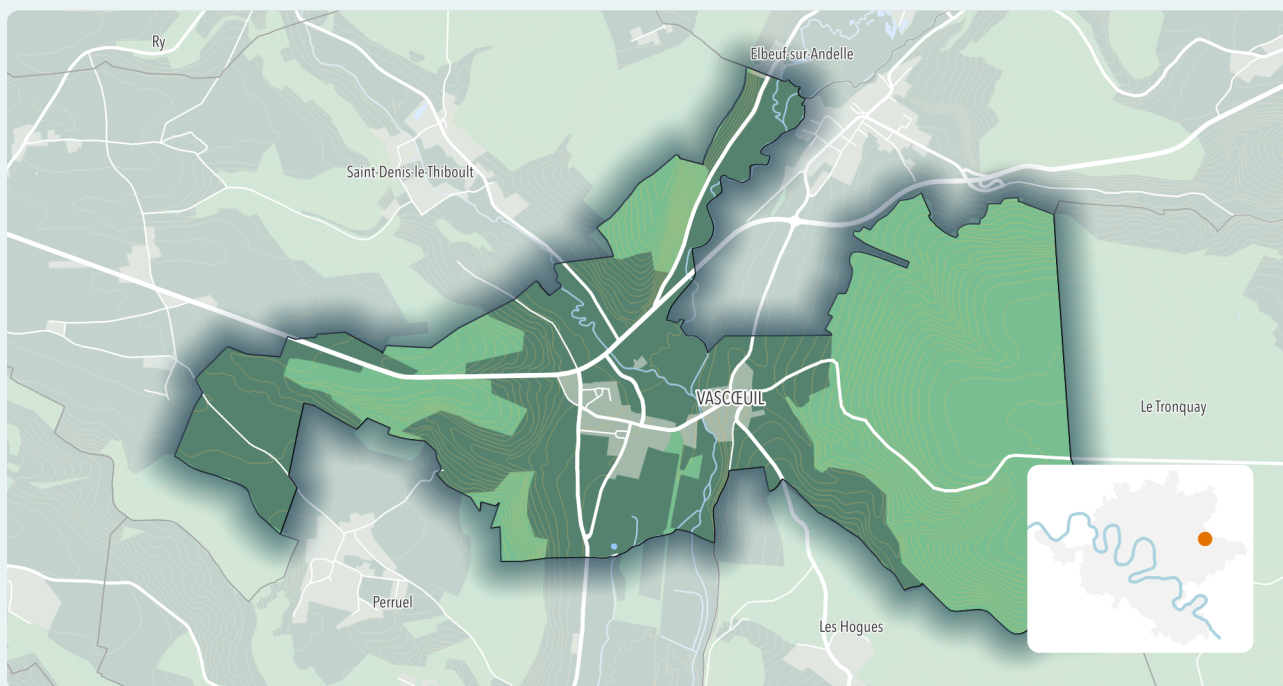 Ry
Elbeuf-sur-Andelle
Saint-Denis-le-Thiboult
VASCŒUIL
Le Tronquay
Perruel
Les Hogues